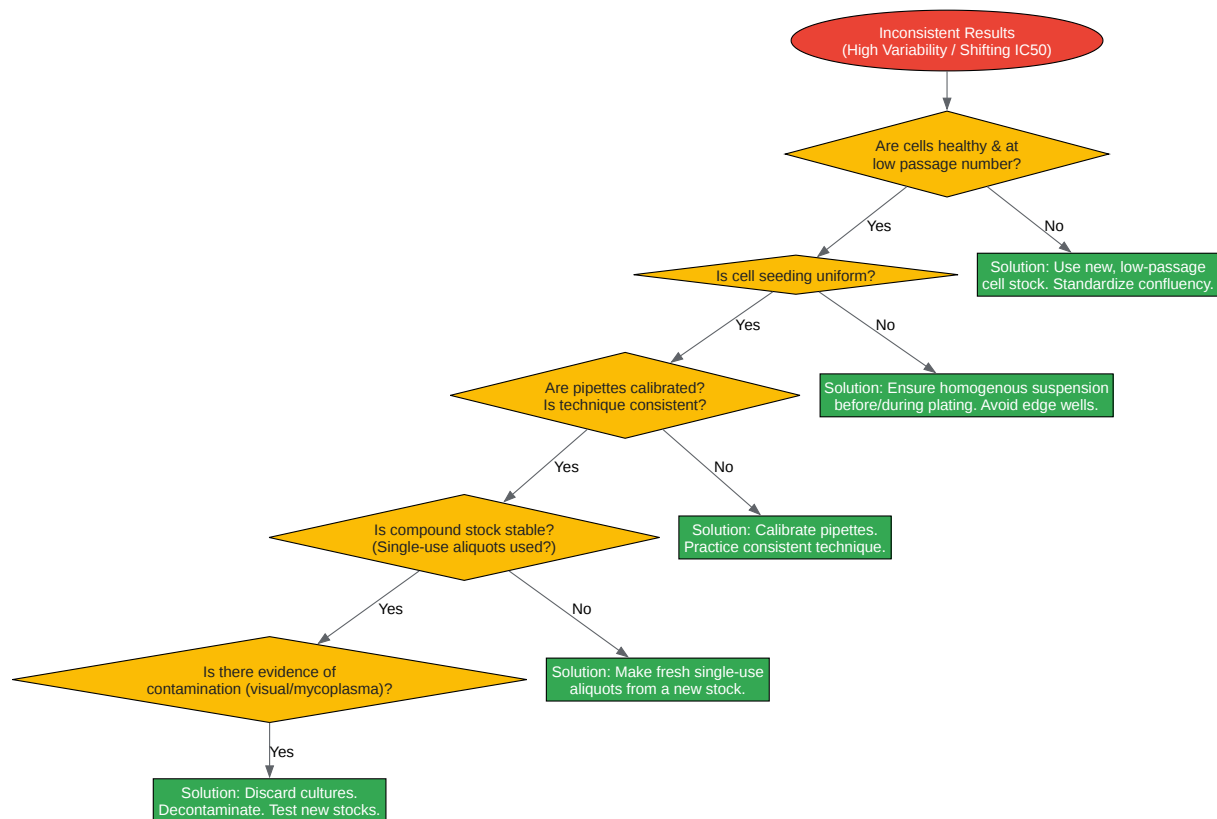 Inconsistent Results
(High Variability / Shifting IC50)
Are cells healthy & at
low passage number?
Yes
No
Is cell seeding uniform?
Solution: Use new, low-passage
cell stock. Standardize confluency.
Yes
No
Are pipettes calibrated?
Is technique consistent?
Solution: Ensure homogenous suspension
before/during plating. Avoid edge wells.
Yes
No
Is compound stock stable?
(Single-use aliquots used?)
Solution: Calibrate pipettes.
Practice consistent technique.
Yes
No
Is there evidence of
contamination (visual/mycoplasma)?
Solution: Make fresh single-use
aliquots from a new stock.
Yes
Solution: Discard cultures.
Decontaminate. Test new stocks.